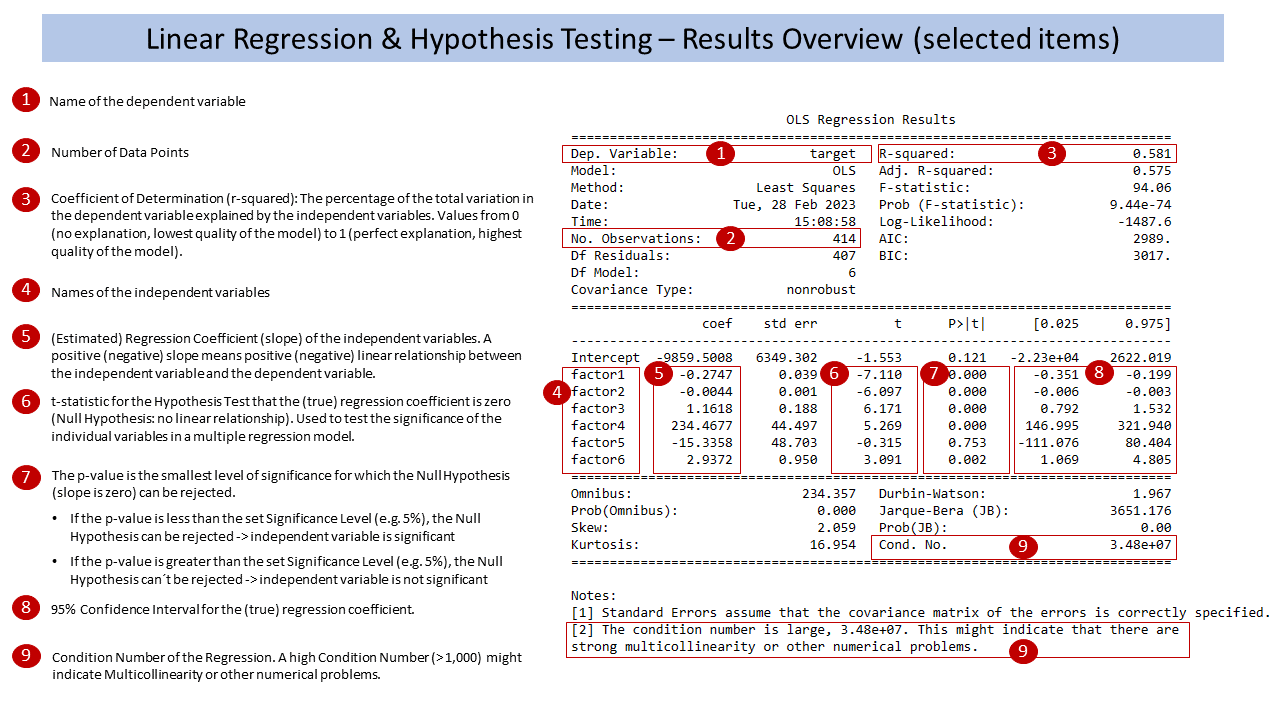 Linear Regression & Hypothesis Testing – Results Overview (selected items)
1 Name of the dependent variable
2 Number of Data Points
3 Coefficient of Determination (r-squared): The percentage of the total variation in
the dependent variable explained by the independent variables. Values from 0
(no explanation, lowest quality of the model) to 1 (perfect explanation, highest
quality of the model).
4 Names of the independent variables
5 (Estimated) Regression Coefficient (slope) of the independent variables. A
positive (negative) slope means positive (negative) linear relationship between
the independent variable and the dependent variable.
6 t-statistic for the Hypothesis Test that the (true) regression coefficient is zero
(Null Hypothesis: no linear relationship). Used to test the significance of the
individual variables in a multiple regression model.
7 The p-value is the smallest level of significance for which the Null Hypothesis
(slope is zero) can be rejected.
• If the p-value is less than the set Significance Level (e.g. 5%), the Null
Hypothesis can be rejected -> independent variable is significant
• If the p-value is greater than the set Significance Level (e.g. 5%), the Null
Hypothesis can´t be rejected -> independent variable is not significant
8 95% Confidence Interval for the (true) regression coefficient.
9 Condition Number of the Regression. A high Condition Number (>1,000) might
indicate Multicollinearity or other numerical problems.
OLS Regression Results
==============================================================================
Dep. Variable: 1 target R-squared: 3 0.581
Model: OLS Adj. R-squared: 0.575
Method: Least Squares F-statistic: 94.06
Date: Tue, 28 Feb 2023 Prob (F-statistic): 9.44e-74
Time: 15:08:58 Log-Likelihood: -1487.6
No. Observations: 2 414 AIC: 2989.
Df Residuals: 407 BIC: 3017.
Df Model: 6
Covariance Type: nonrobust
==============================================================================
coef std err t P>|t| [0.025 0.975]
------------------------------------------------------------------------------
Intercept -9859.5008 6349.302 -1.553 0.121 -2.23e+04 2622.019
factor1 5 -0.2747 0.039 6 -7.110 7 0.000 -0.351 8 -0.199
4 factor2 -0.0044 0.001 -6.097 0.000 -0.006 -0.003
factor3 1.1618 0.188 6.171 0.000 0.792 1.532
factor4 234.4677 44.497 5.269 0.000 146.995 321.940
factor5 -15.3358 48.703 -0.315 0.753 -111.076 80.404
factor6 2.9372 0.950 3.091 0.002 1.069 4.805
==============================================================================
Omnibus: 234.357 Durbin-Watson: 1.967
Prob(Omnibus): 0.000 Jarque-Bera (JB): 3651.176
Skew: 2.059 Prob(JB): 0.00
Kurtosis: 16.954 Cond. No. 9 3.48e+07
==============================================================================
Notes:
[1] Standard Errors assume that the covariance matrix of the errors is correctly specified.
[2] The condition number is large, 3.48e+07. This might indicate that there are
strong multicollinearity or other numerical problems. 9